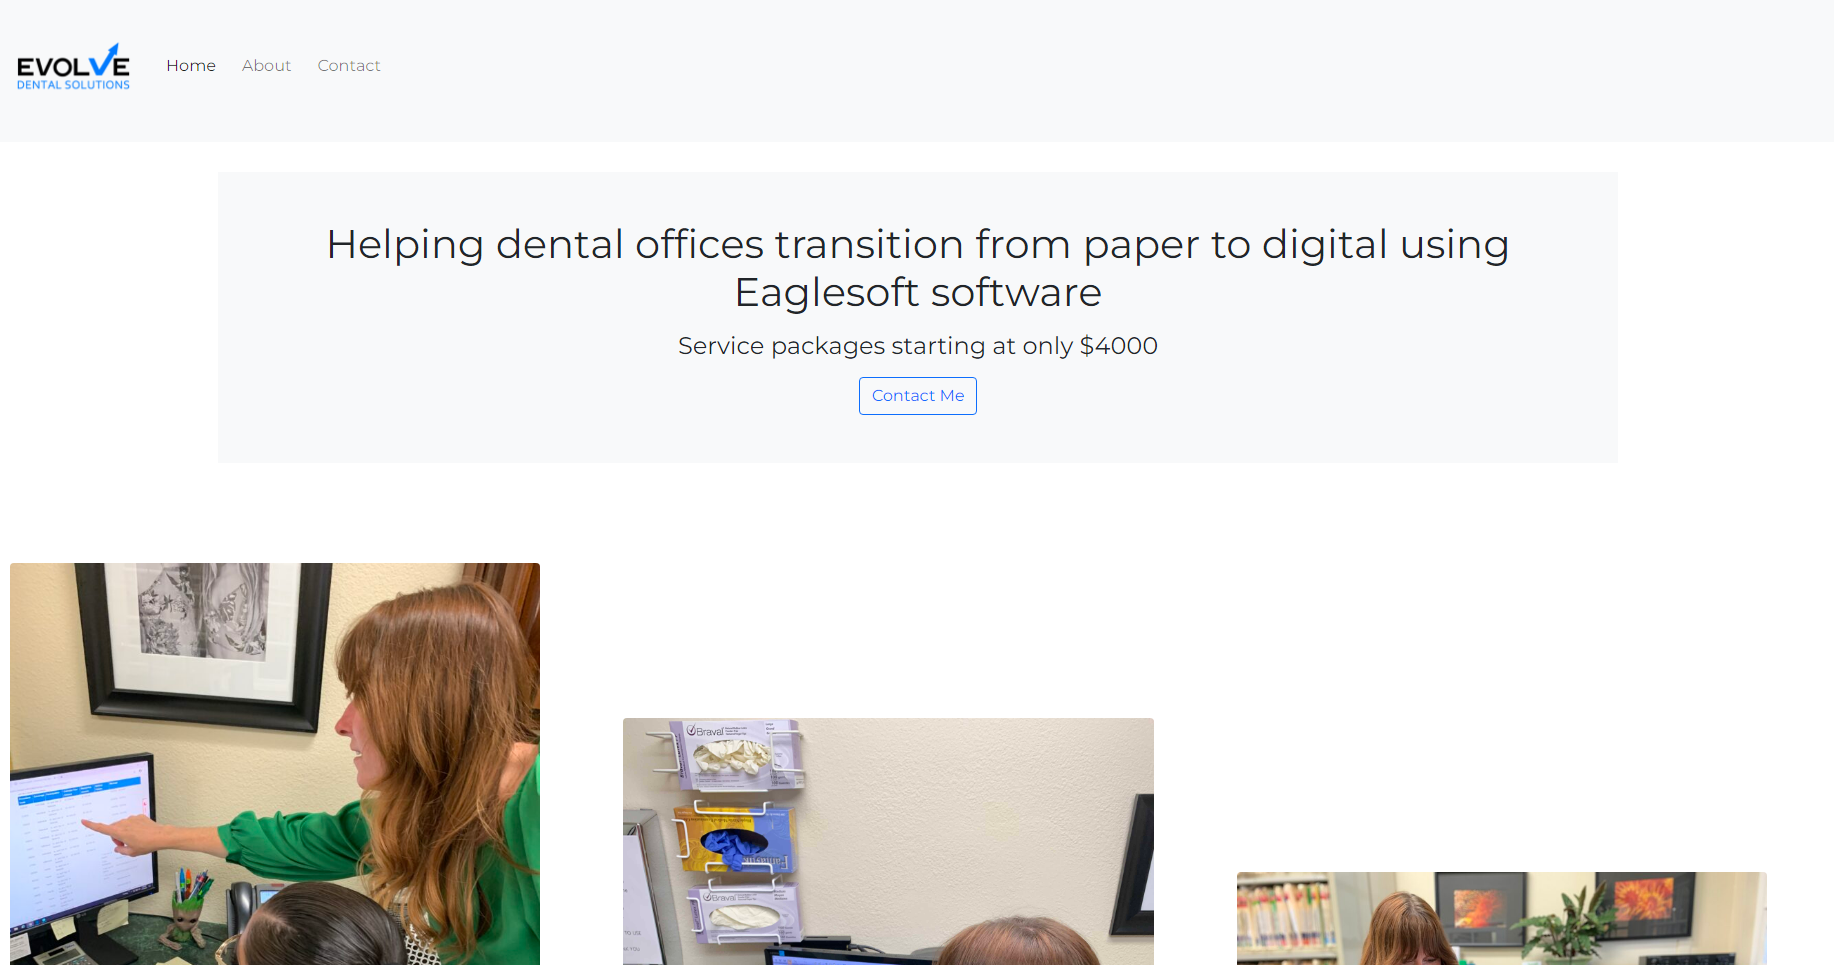 EVOLVE
DENTAL SOLUTIONS
Home About Contact
Helping dental offices transition from paper to digital using
Eaglesoft software
Service packages starting at only $4000
Contact Me
Braval
Braval